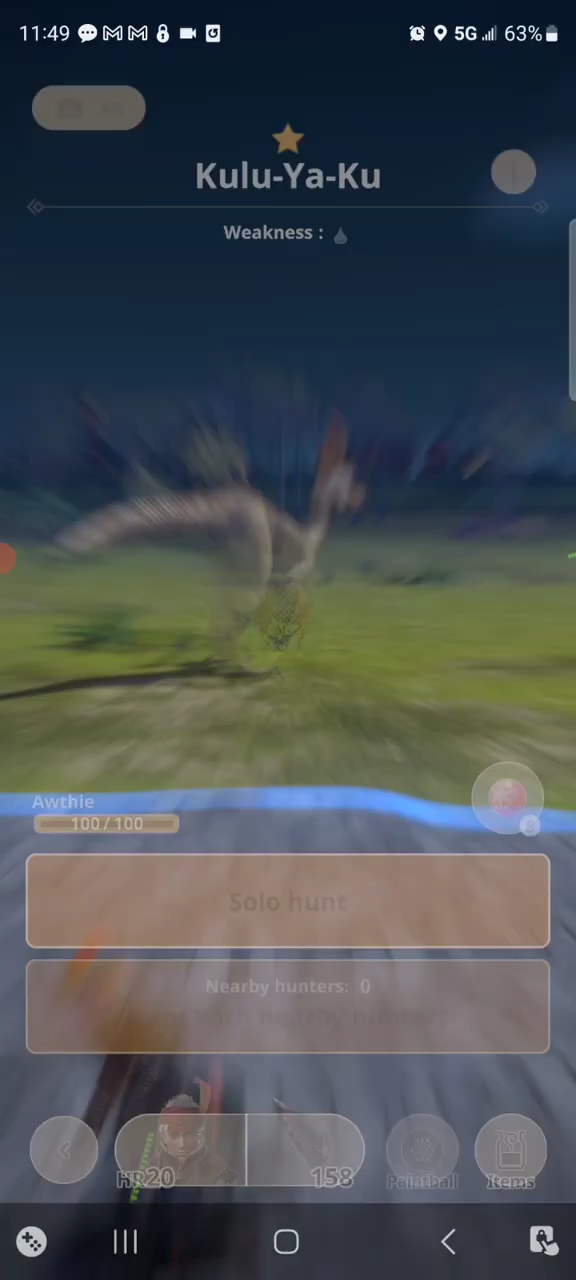 11:49
5G 63%
Kulu-Ya-Ku
Weakness :
Awthie
100 / 100
Solo hunt
Nearby hunters: 0
HR20
158
Paintball
Items